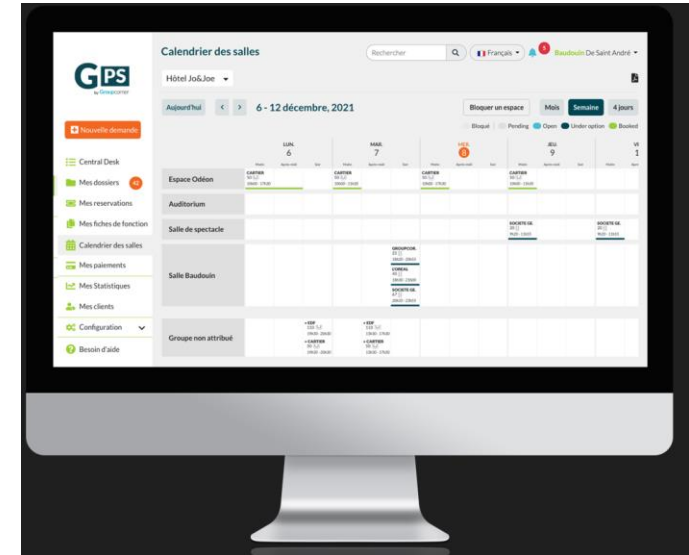 GPS
by Groupcorner
Nouvelle demande
Central Desk
Mes dossiers 42
Mes reservations
Mes fiches de fonction
Calendrier des salles
Mes paiements
Mes Statistiques
Mes clients
Configuration
Besoin d'aide
Calendrier des salles
Rechercher
Français
5
Baudouin De Saint André
Hôtel Jo&Joe
Aujourd'hui < > 6 - 12 décembre, 2021
Bloquer un espace Mois Semaine 4 jours
Bloqué Pending Open Under option Booked
LUN. MAR. MER. JEU.
6 7 8 9
Espace Odéon
CARTIER CARTIER CARTIER CARTIER
Auditorium
Salle de spectacle
SOCIETE GE. SOCIETE GE.
Salle Baudouin
GROUPCOR.
SOCIETE GE.
Groupe non attribué
+ EDF + EDF
+ CARTIER + CARTIER